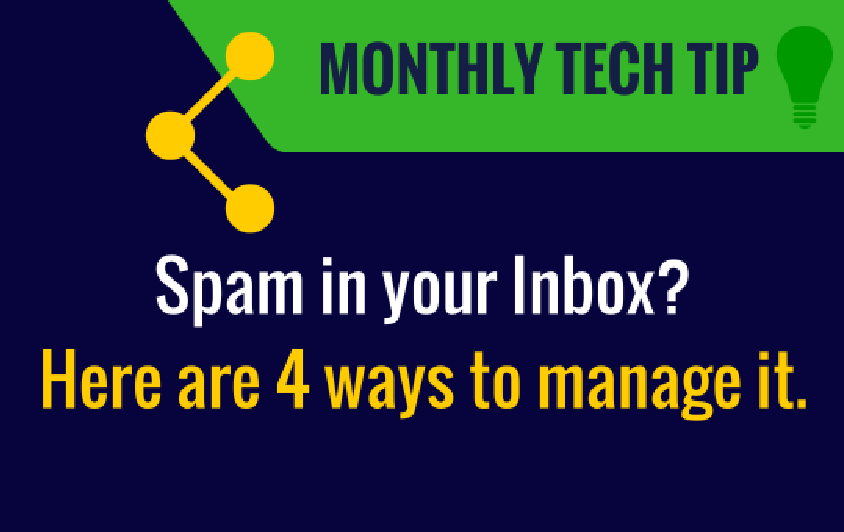 MONTHLY TECH TIP
Spam in your Inbox?
Here are 4 ways to manage it.